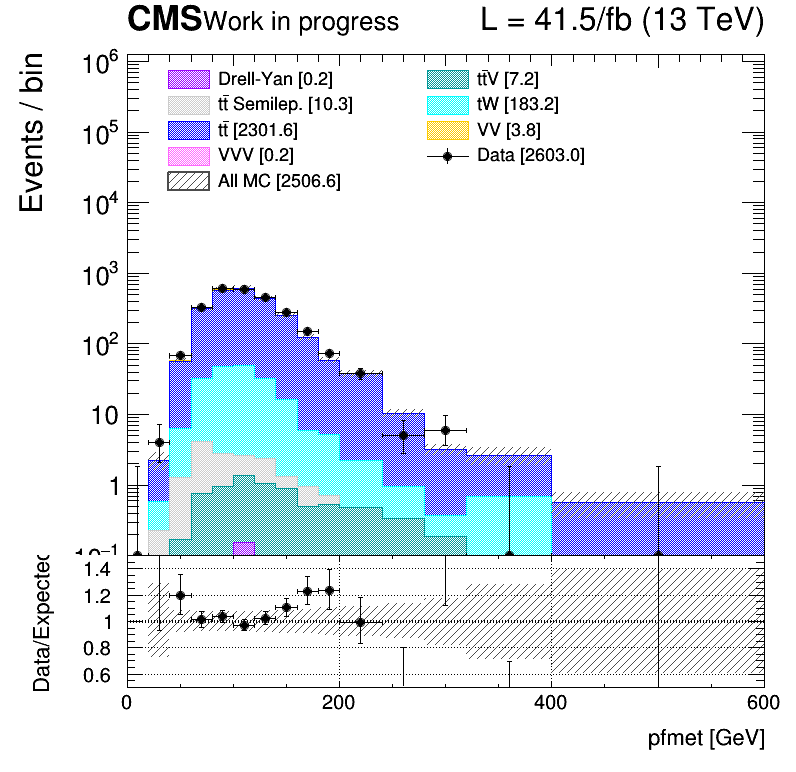 CMS Work in progress L = 41.5/fb (13 TeV)
Events / bin
Drell-Yan [0.2] tt̄V [7.2]
tt̄ Semilep. [10.3] tW [183.2]
tt̄ [2301.6] VV [3.8]
VVV [0.2] Data [2603.0]
All MC [2506.6]
10⁶
10⁵
10⁴
10³
10²
10
1
10⁻¹
Data/Expected
1.4
1.2
1
0.8
0.6
0 200 400 600
pfmet [GeV]